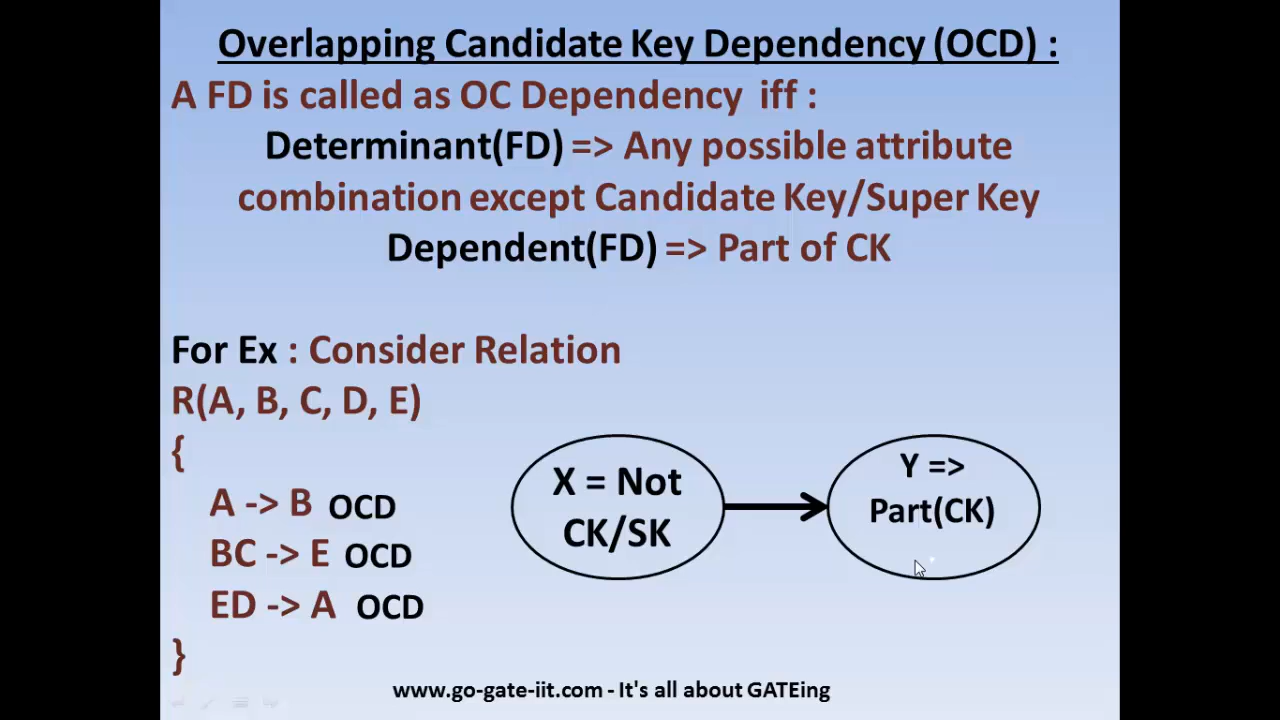 Overlapping Candidate Key Dependency (OCD) :
A FD is called as OC Dependency iff :
Determinant(FD) => Any possible attribute
combination except Candidate Key/Super Key
Dependent(FD) => Part of CK
For Ex : Consider Relation
R(A, B, C, D, E)
{
A -> B OCD
BC -> E OCD
ED -> A OCD
}
X = Not
CK/SK
Y =>
Part(CK)
www.go-gate-iit.com - It's all about GATEing